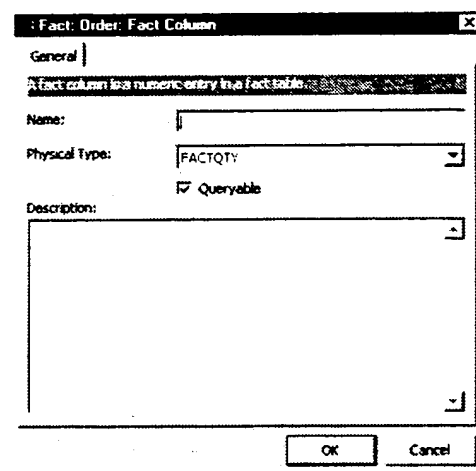 : Fact: Order: Fact Column
General
A fact column is a numeric entry in a fact table.
Name:
Physical Type:
FACTQTY
Queryable
Description:
OK
Cancel